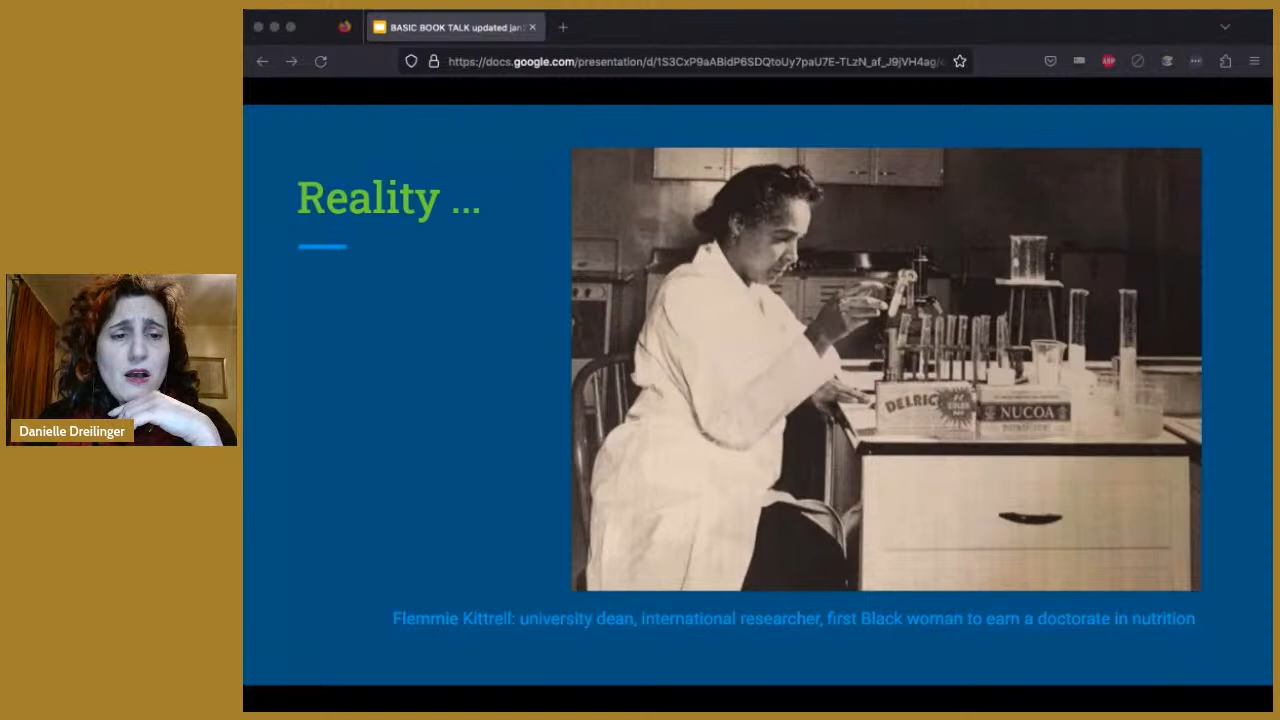 BASIC BOOK TALK updated jan
https://docs.google.com/presentation/d/1S3CxP9aABidP6SDQtoUy7paU7E-TLzN_af_J9jVH4ag/
ABP
Reality ...
DELRICH
NUCOA
Danielle Dreilinger
Flemmie Kittrell: university dean, international researcher, first Black woman to earn a doctorate in nutrition